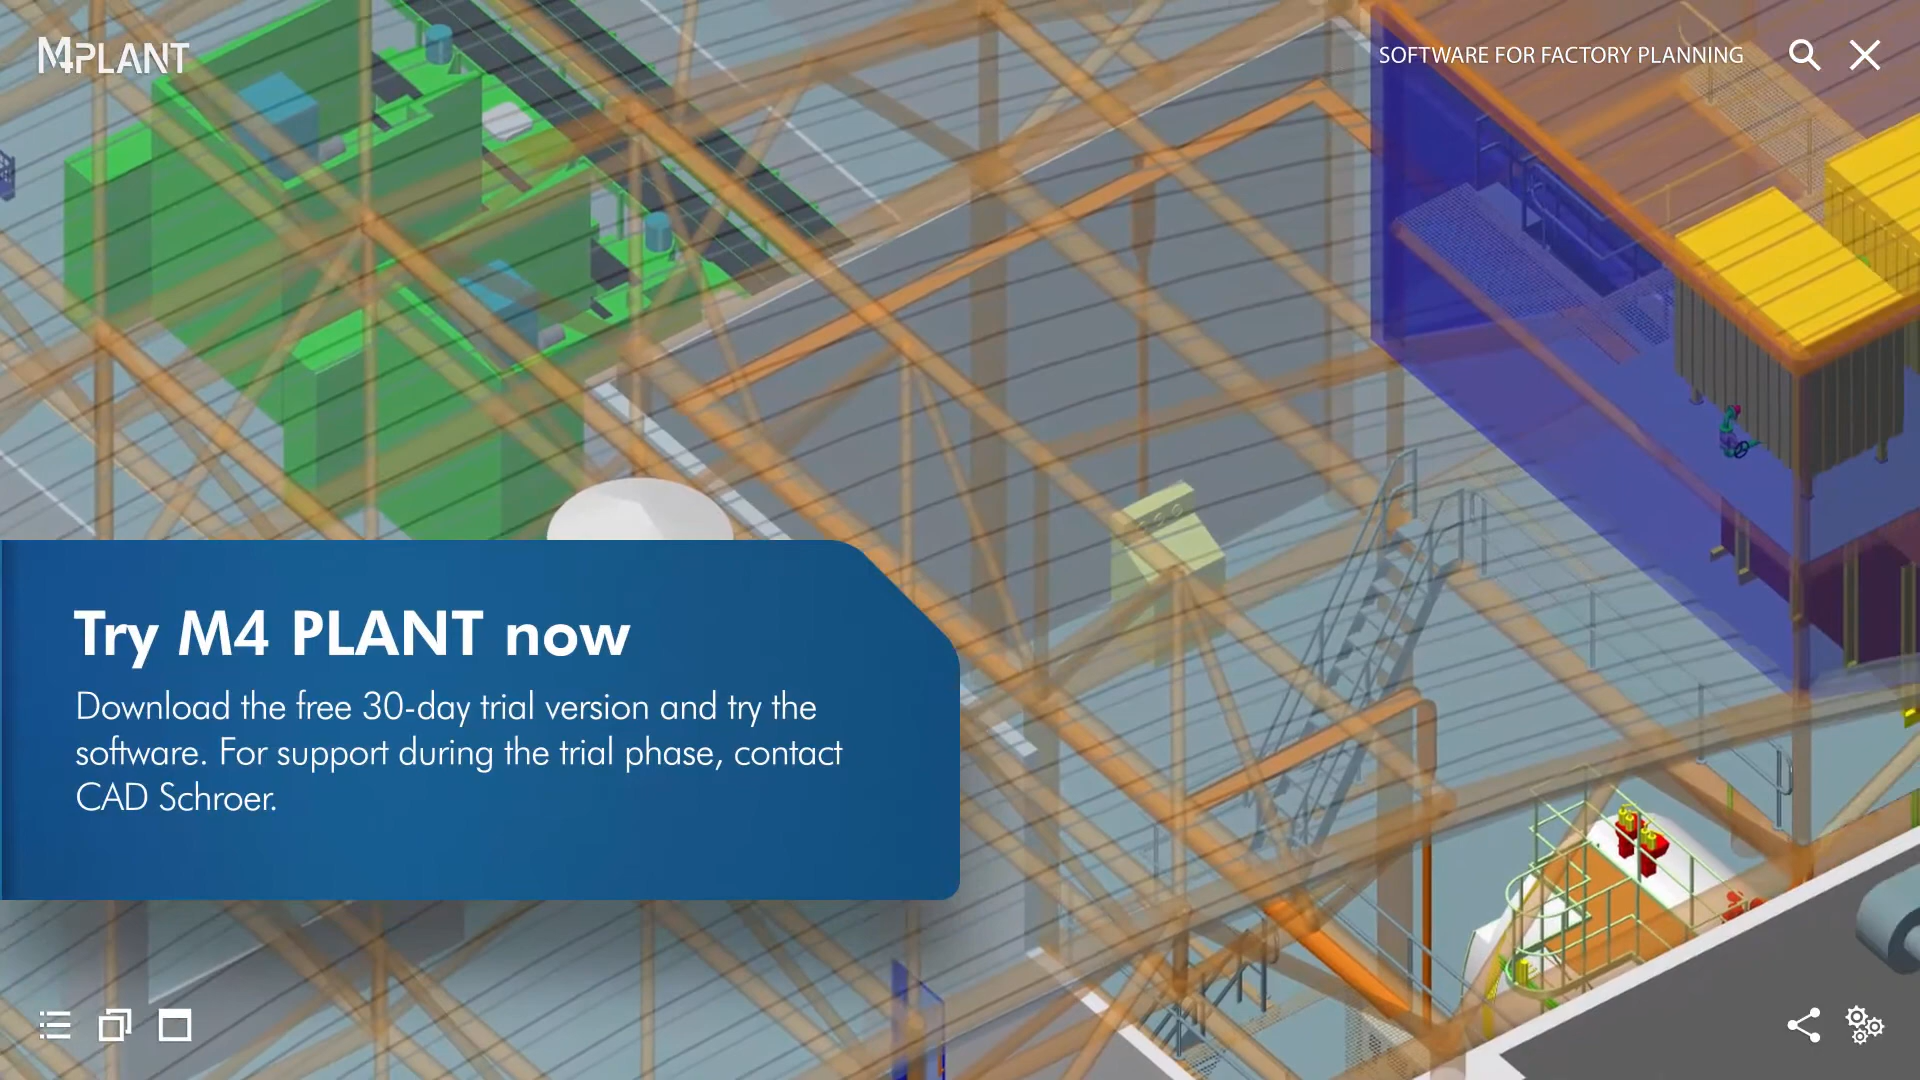 M4PLANT
SOFTWARE FOR FACTORY PLANNING
Try M4 PLANT now
Download the free 30-day trial version and try the
software. For support during the trial phase, contact
CAD Schroer.